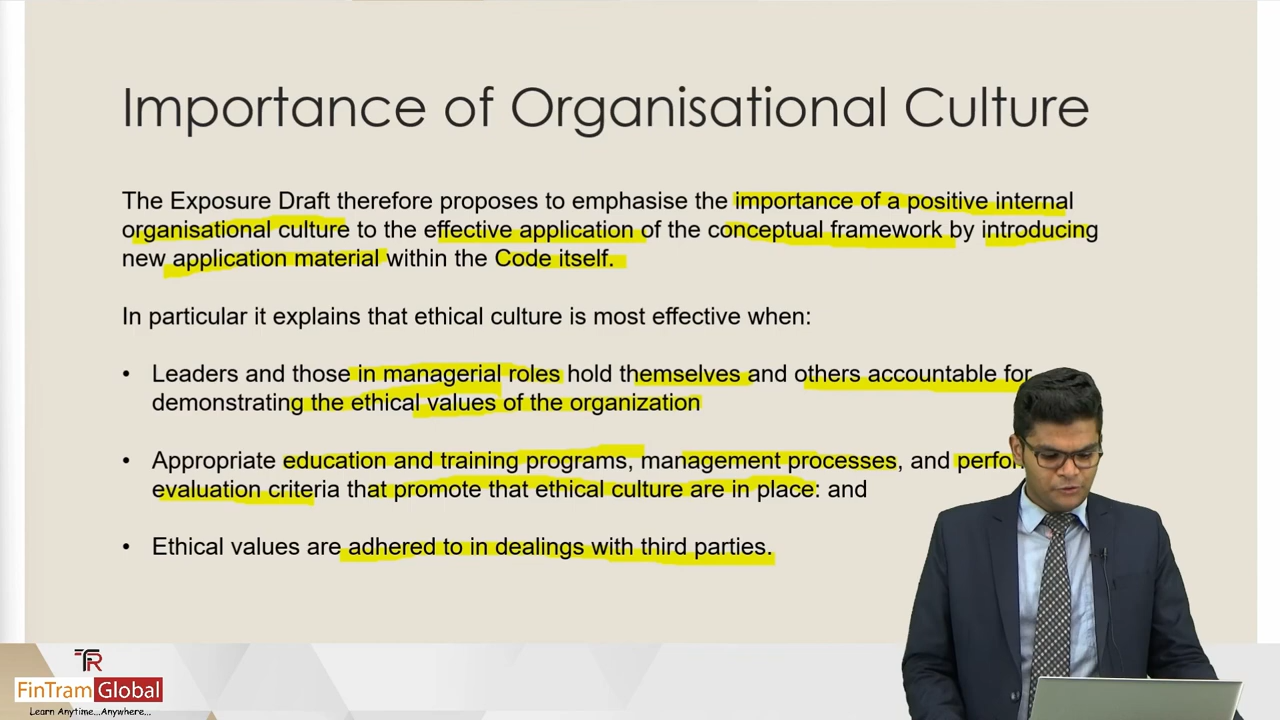 Importance of Organisational Culture
The Exposure Draft therefore proposes to emphasise the importance of a positive internal
organisational culture to the effective application of the conceptual framework by introducing
new application material within the Code itself.
In particular it explains that ethical culture is most effective when:
• Leaders and those in managerial roles hold themselves and others accountable for
demonstrating the ethical values of the organization
• Appropriate education and training programs, management processes, and
evaluation criteria that promote that ethical culture are in place: and
• Ethical values are adhered to in dealings with third parties.
TR
FinTram Global
Learn Anytime...Anywhere...